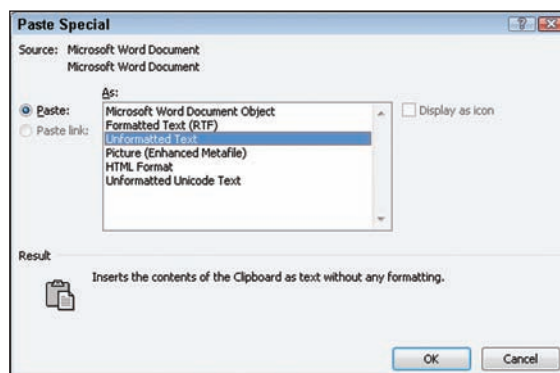 Paste Special
Source: Microsoft Word Document
Microsoft Word Document
As:
Paste:
Paste link:
Microsoft Word Document Object
Formatted Text (RTF)
Unformatted Text
Picture (Enhanced Metafile)
HTML Format
Unformatted Unicode Text
Display as icon
Result
Inserts the contents of the Clipboard as text without any formatting.
OK Cancel